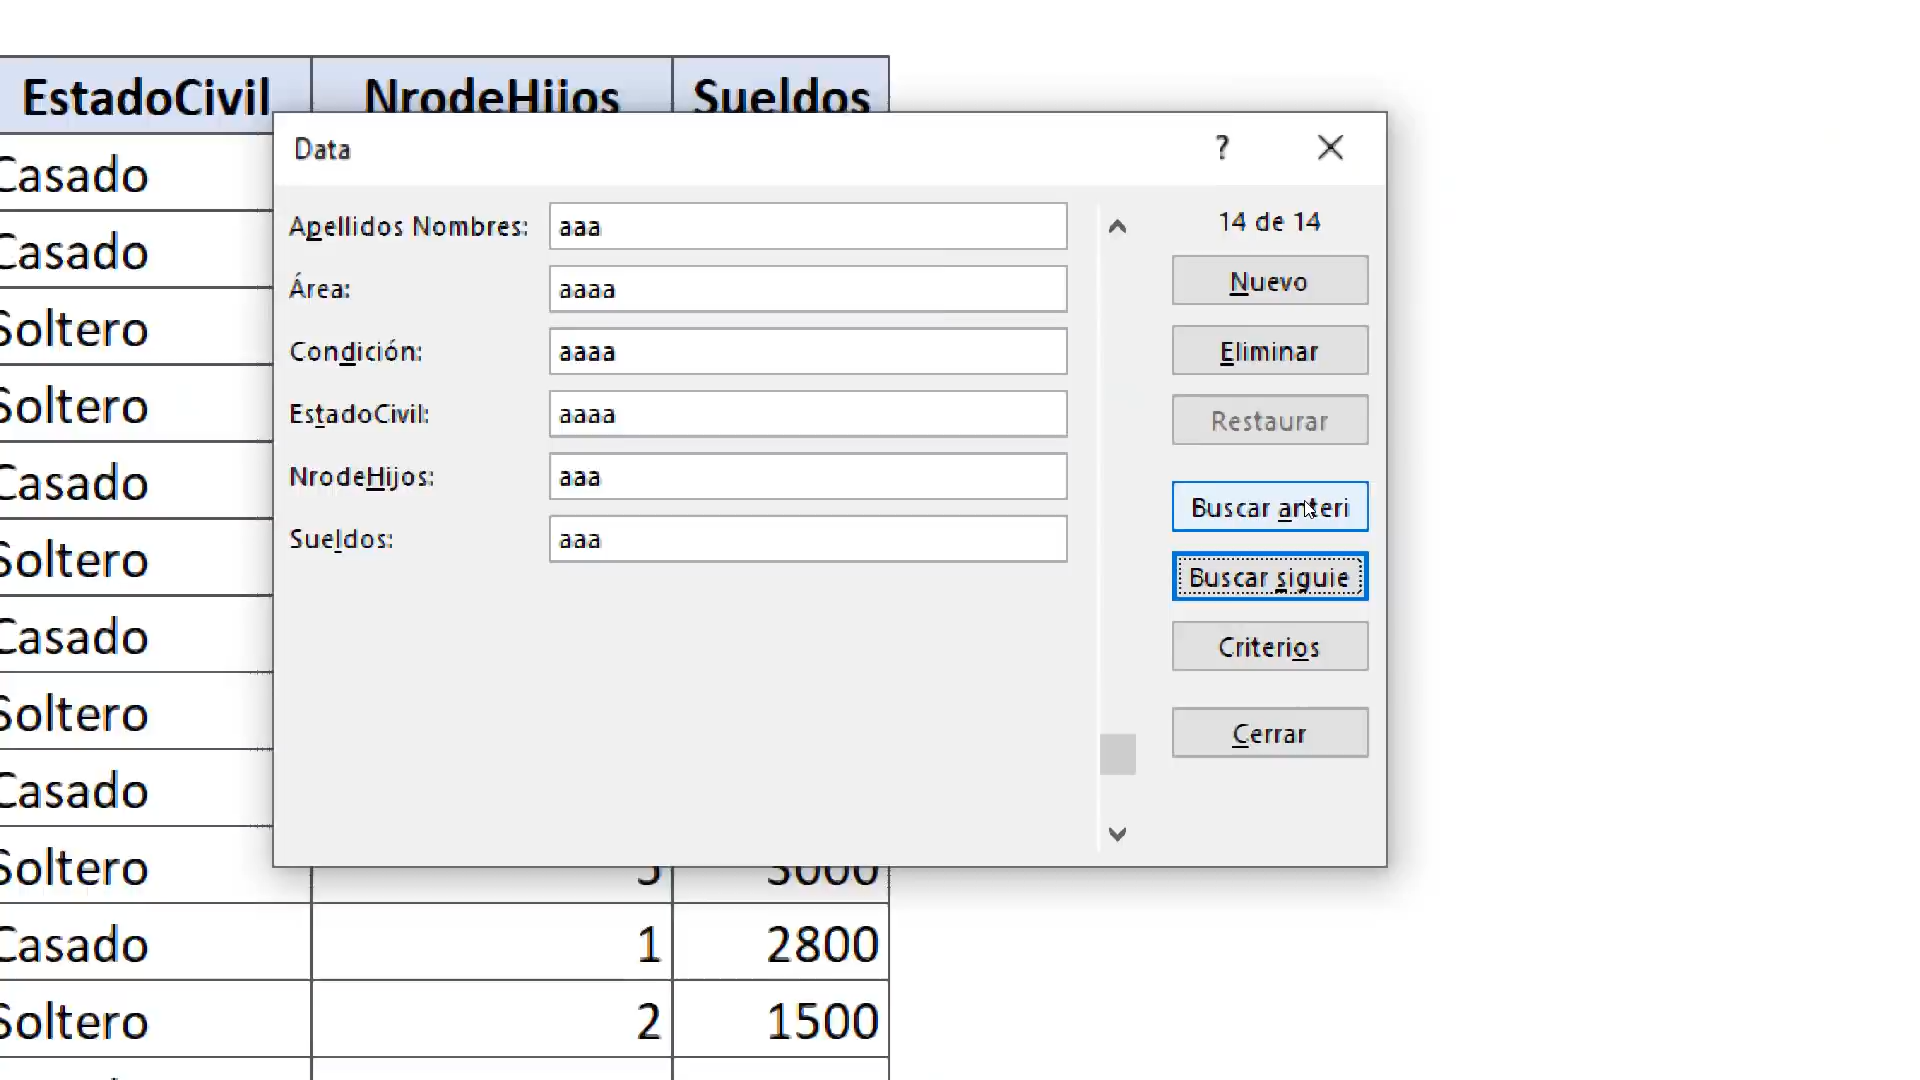 EstadoCivil NrodeHijos Sueldos
Data ?
Casado
Casado
Soltero
Soltero
Casado
Soltero
Casado
Soltero
Casado
Soltero 3000
Casado 1 2800
Soltero 2 1500
Apellidos Nombres: aaa
Área: aaaa
Condición: aaaa
EstadoCivil: aaaa
NrodeHijos: aaa
Sueldos: aaa
14 de 14
Nuevo
Eliminar
Restaurar
Buscar anteri
Buscar siguie
Criterios
Cerrar